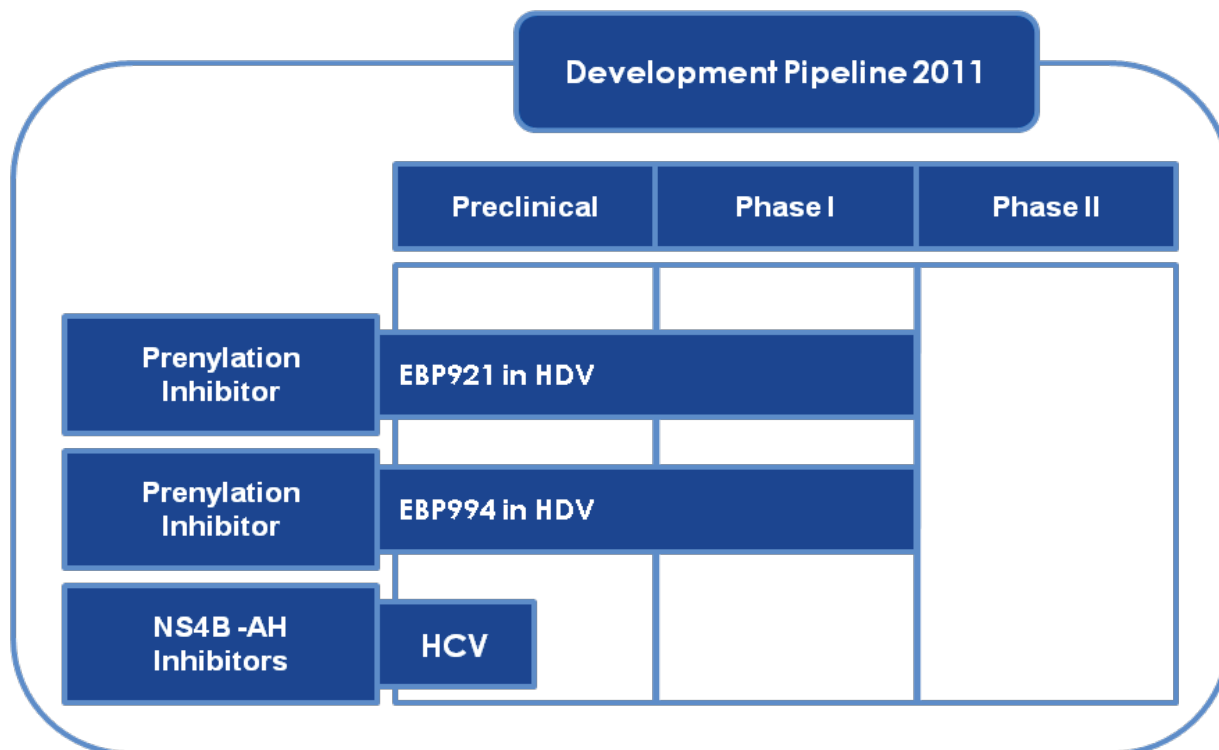 Development Pipeline 2011
Preclinical
Phase I
Phase II
Prenylation
Inhibitor
EBP921 in HDV
Prenylation
Inhibitor
EBP994 in HDV
NS4B -AH
Inhibitors
HCV